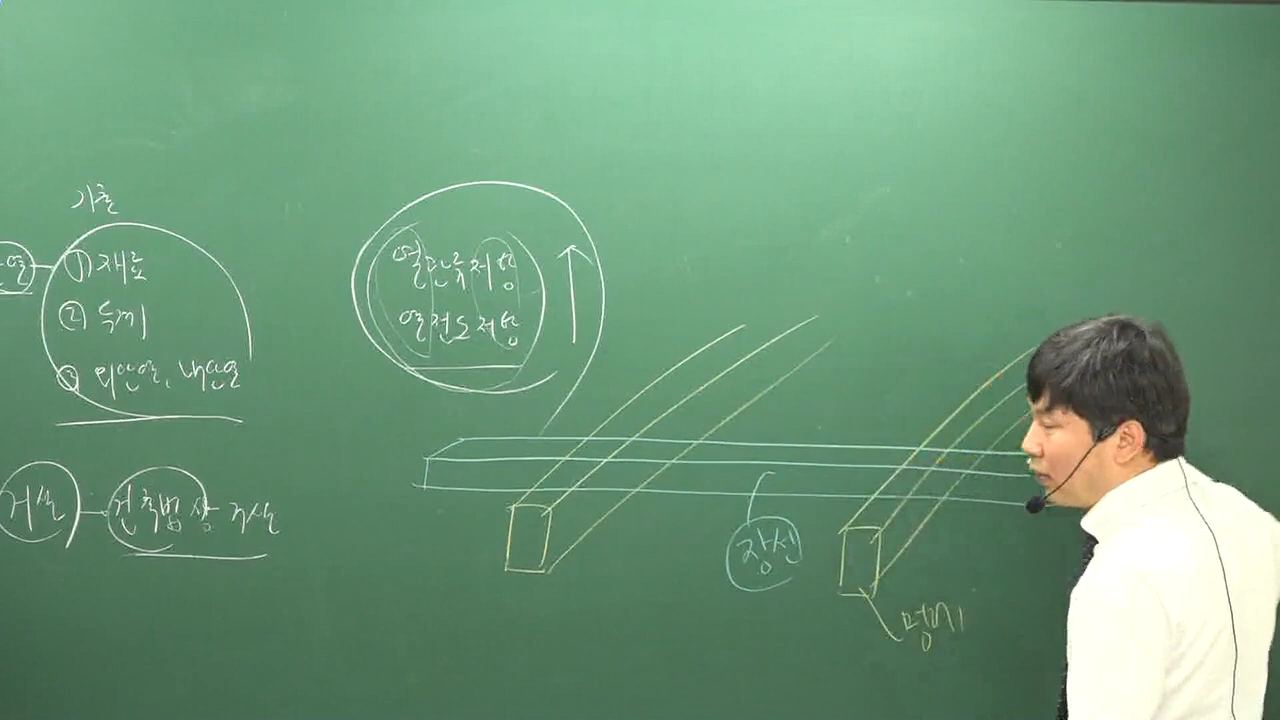 기출
열
① 재료
② 두께
③ 외단열, 내단열
열관류저항
열전도저항
거실
건축법상 거실
장선
멍에